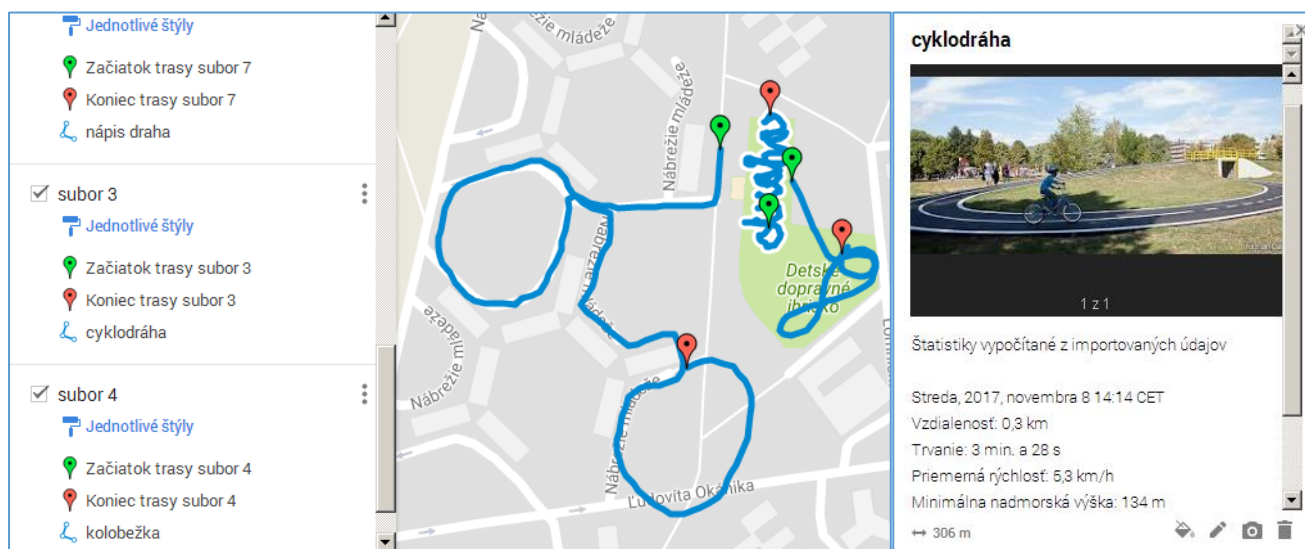 Jednotlivé štýly
Začiatok trasy subor 7
Koniec trasy subor 7
nápis draha
subor 3
Jednotlivé štýly
Začiatok trasy subor 3
Koniec trasy subor 3
cyklodráha
subor 4
Jednotlivé štýly
Začiatok trasy subor 4
Koniec trasy subor 4
kolobežka
mládeže
Nábrežie mládeže
Nábrežie mládeže
Nábrežie
mládeže
Detské
dopravné
ihrisko
Nábrežie mládeže
Nábrežie mládeže
Ľudovíta Okánika
cyklodráha
1 z 1
Štatistiky vypočítané z importovaných údajov
Streda, 2017, novembra 8 14:14 CET
Vzdialenosť: 0,3 km
Trvanie: 3 min. a 28 s
Priemerná rýchlosť: 5,3 km/h
Minimálna nadmorská výška: 134 m
306 m